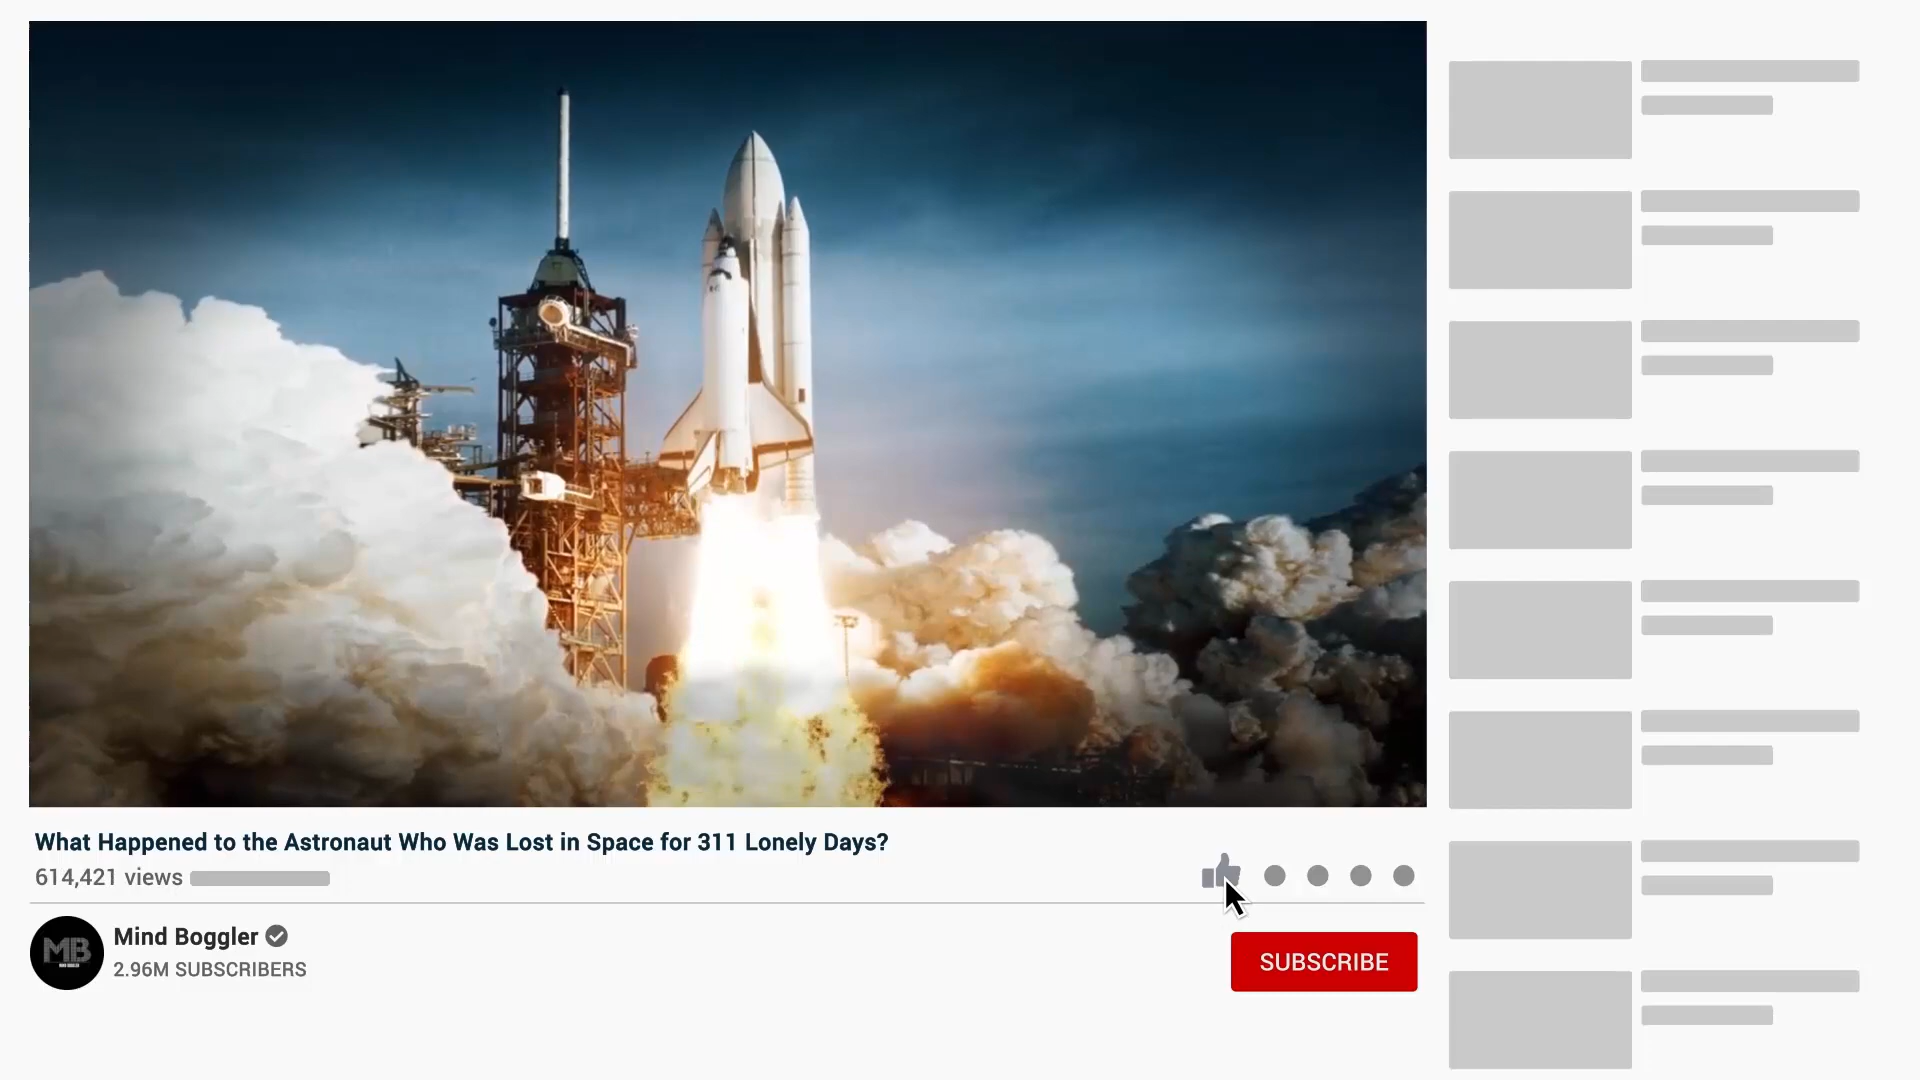 What Happened to the Astronaut Who Was Lost in Space for 311 Lonely Days?
614,421 views
MB
Mind Boggler
2.96M SUBSCRIBERS
SUBSCRIBE